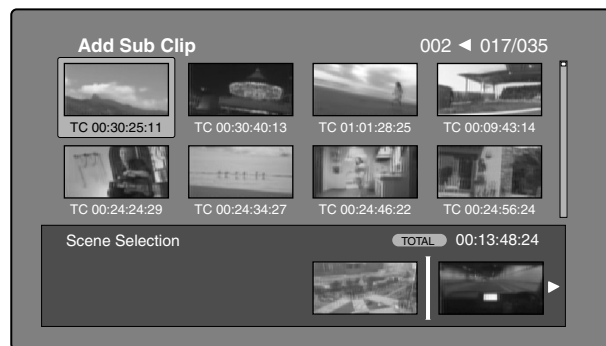 Add Sub Clip 002 ◄ 017/035
TC 00:30:25:11 TC 00:30:40:13 TC 01:01:28:25 TC 00:09:43:14
TC 00:24:24:29 TC 00:24:34:27 TC 00:24:46:22 TC 00:24:56:24
Scene Selection TOTAL 00:13:48:24